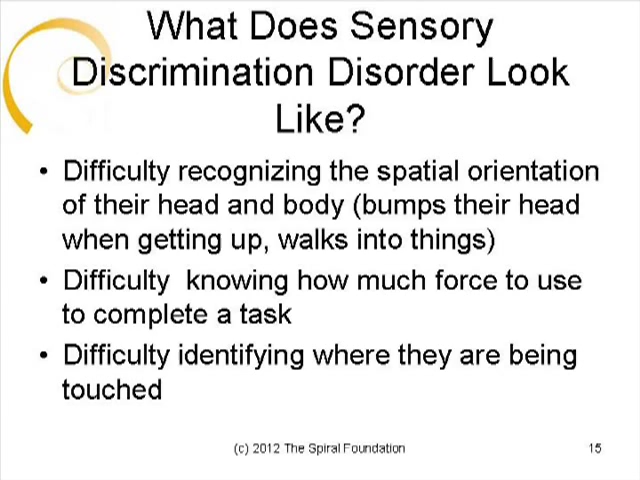 What Does Sensory
Discrimination Disorder Look
Like?
• Difficulty recognizing the spatial orientation
of their head and body (bumps their head
when getting up, walks into things)
• Difficulty  knowing how much force to use
to complete a task
• Difficulty identifying where they are being
touched
(c) 2012 The Spiral Foundation
15